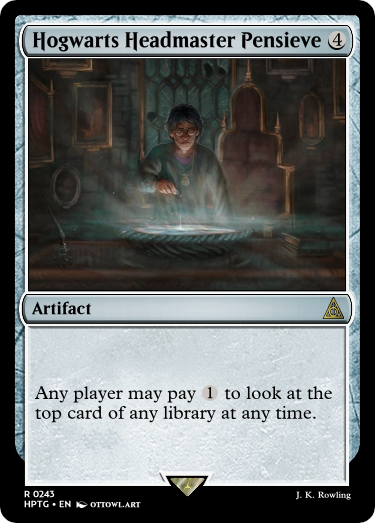 Hogwarts Headmaster Pensieve 4
Artifact
Any player may pay 1 to look at the
top card of any library at any time.
R 0243
HPTG • EN OTTOWL.ART
J. K. Rowling